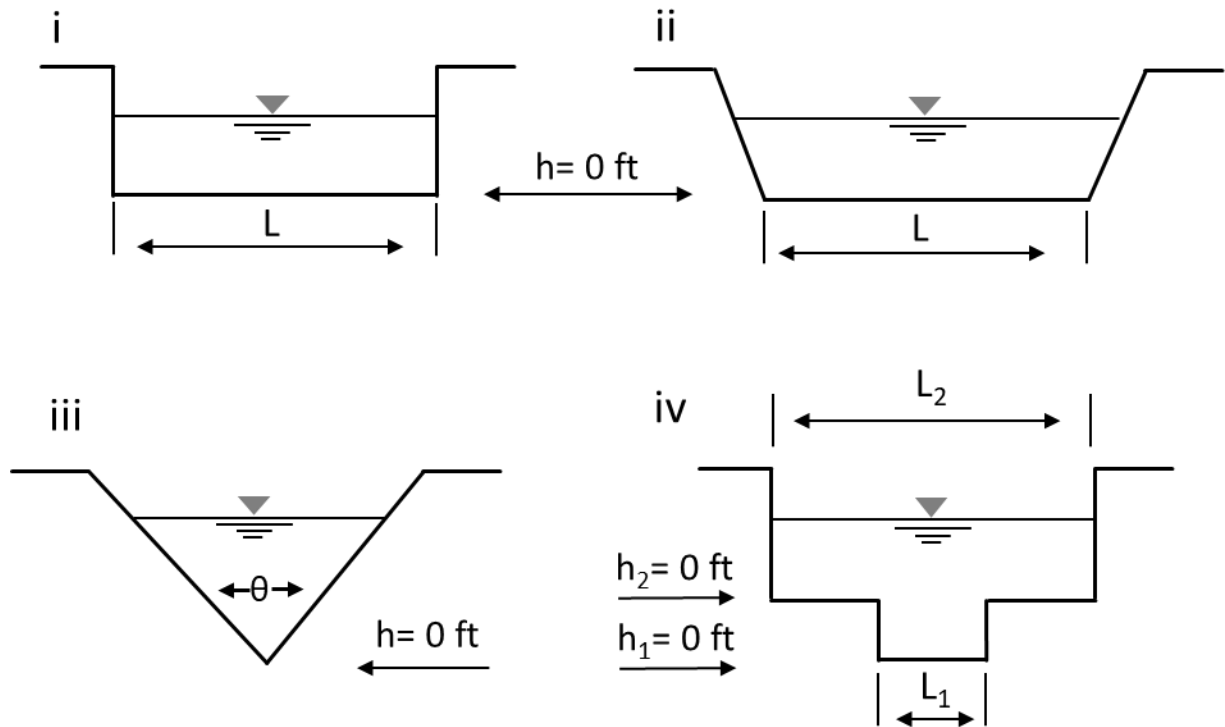 i
ii
h= 0 ft
L
L
iii
iv
L₂
θ
h= 0 ft
h₂= 0 ft
h₁= 0 ft
L₁